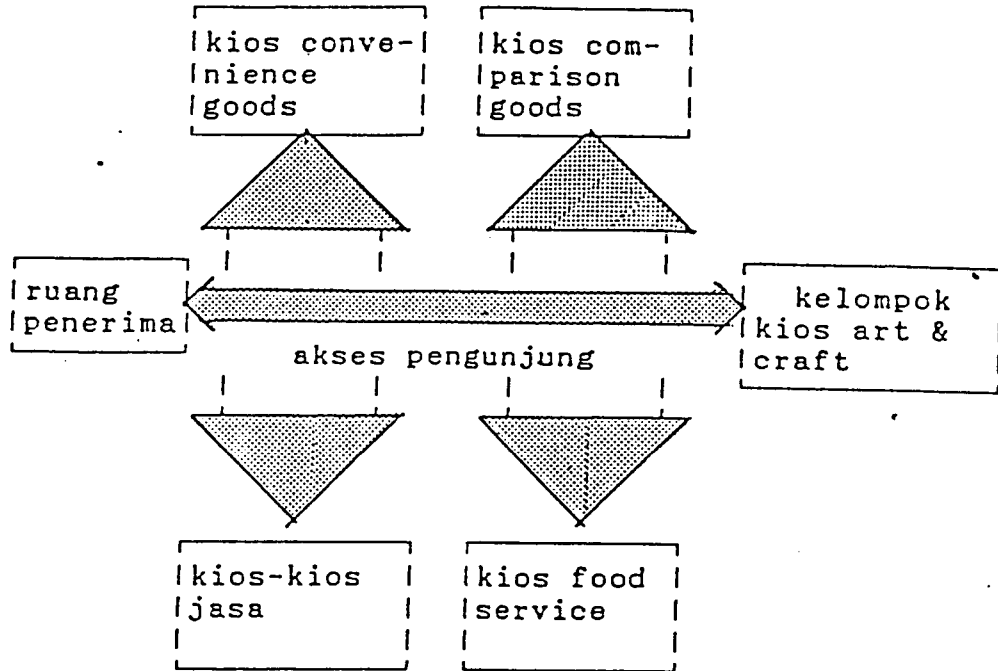 kios conve-
nience
goods
kios com-
parison
goods
ruang
penerima
kelompok
kios art &
craft
akses pengunjung
kios-kios
jasa
kios food
service